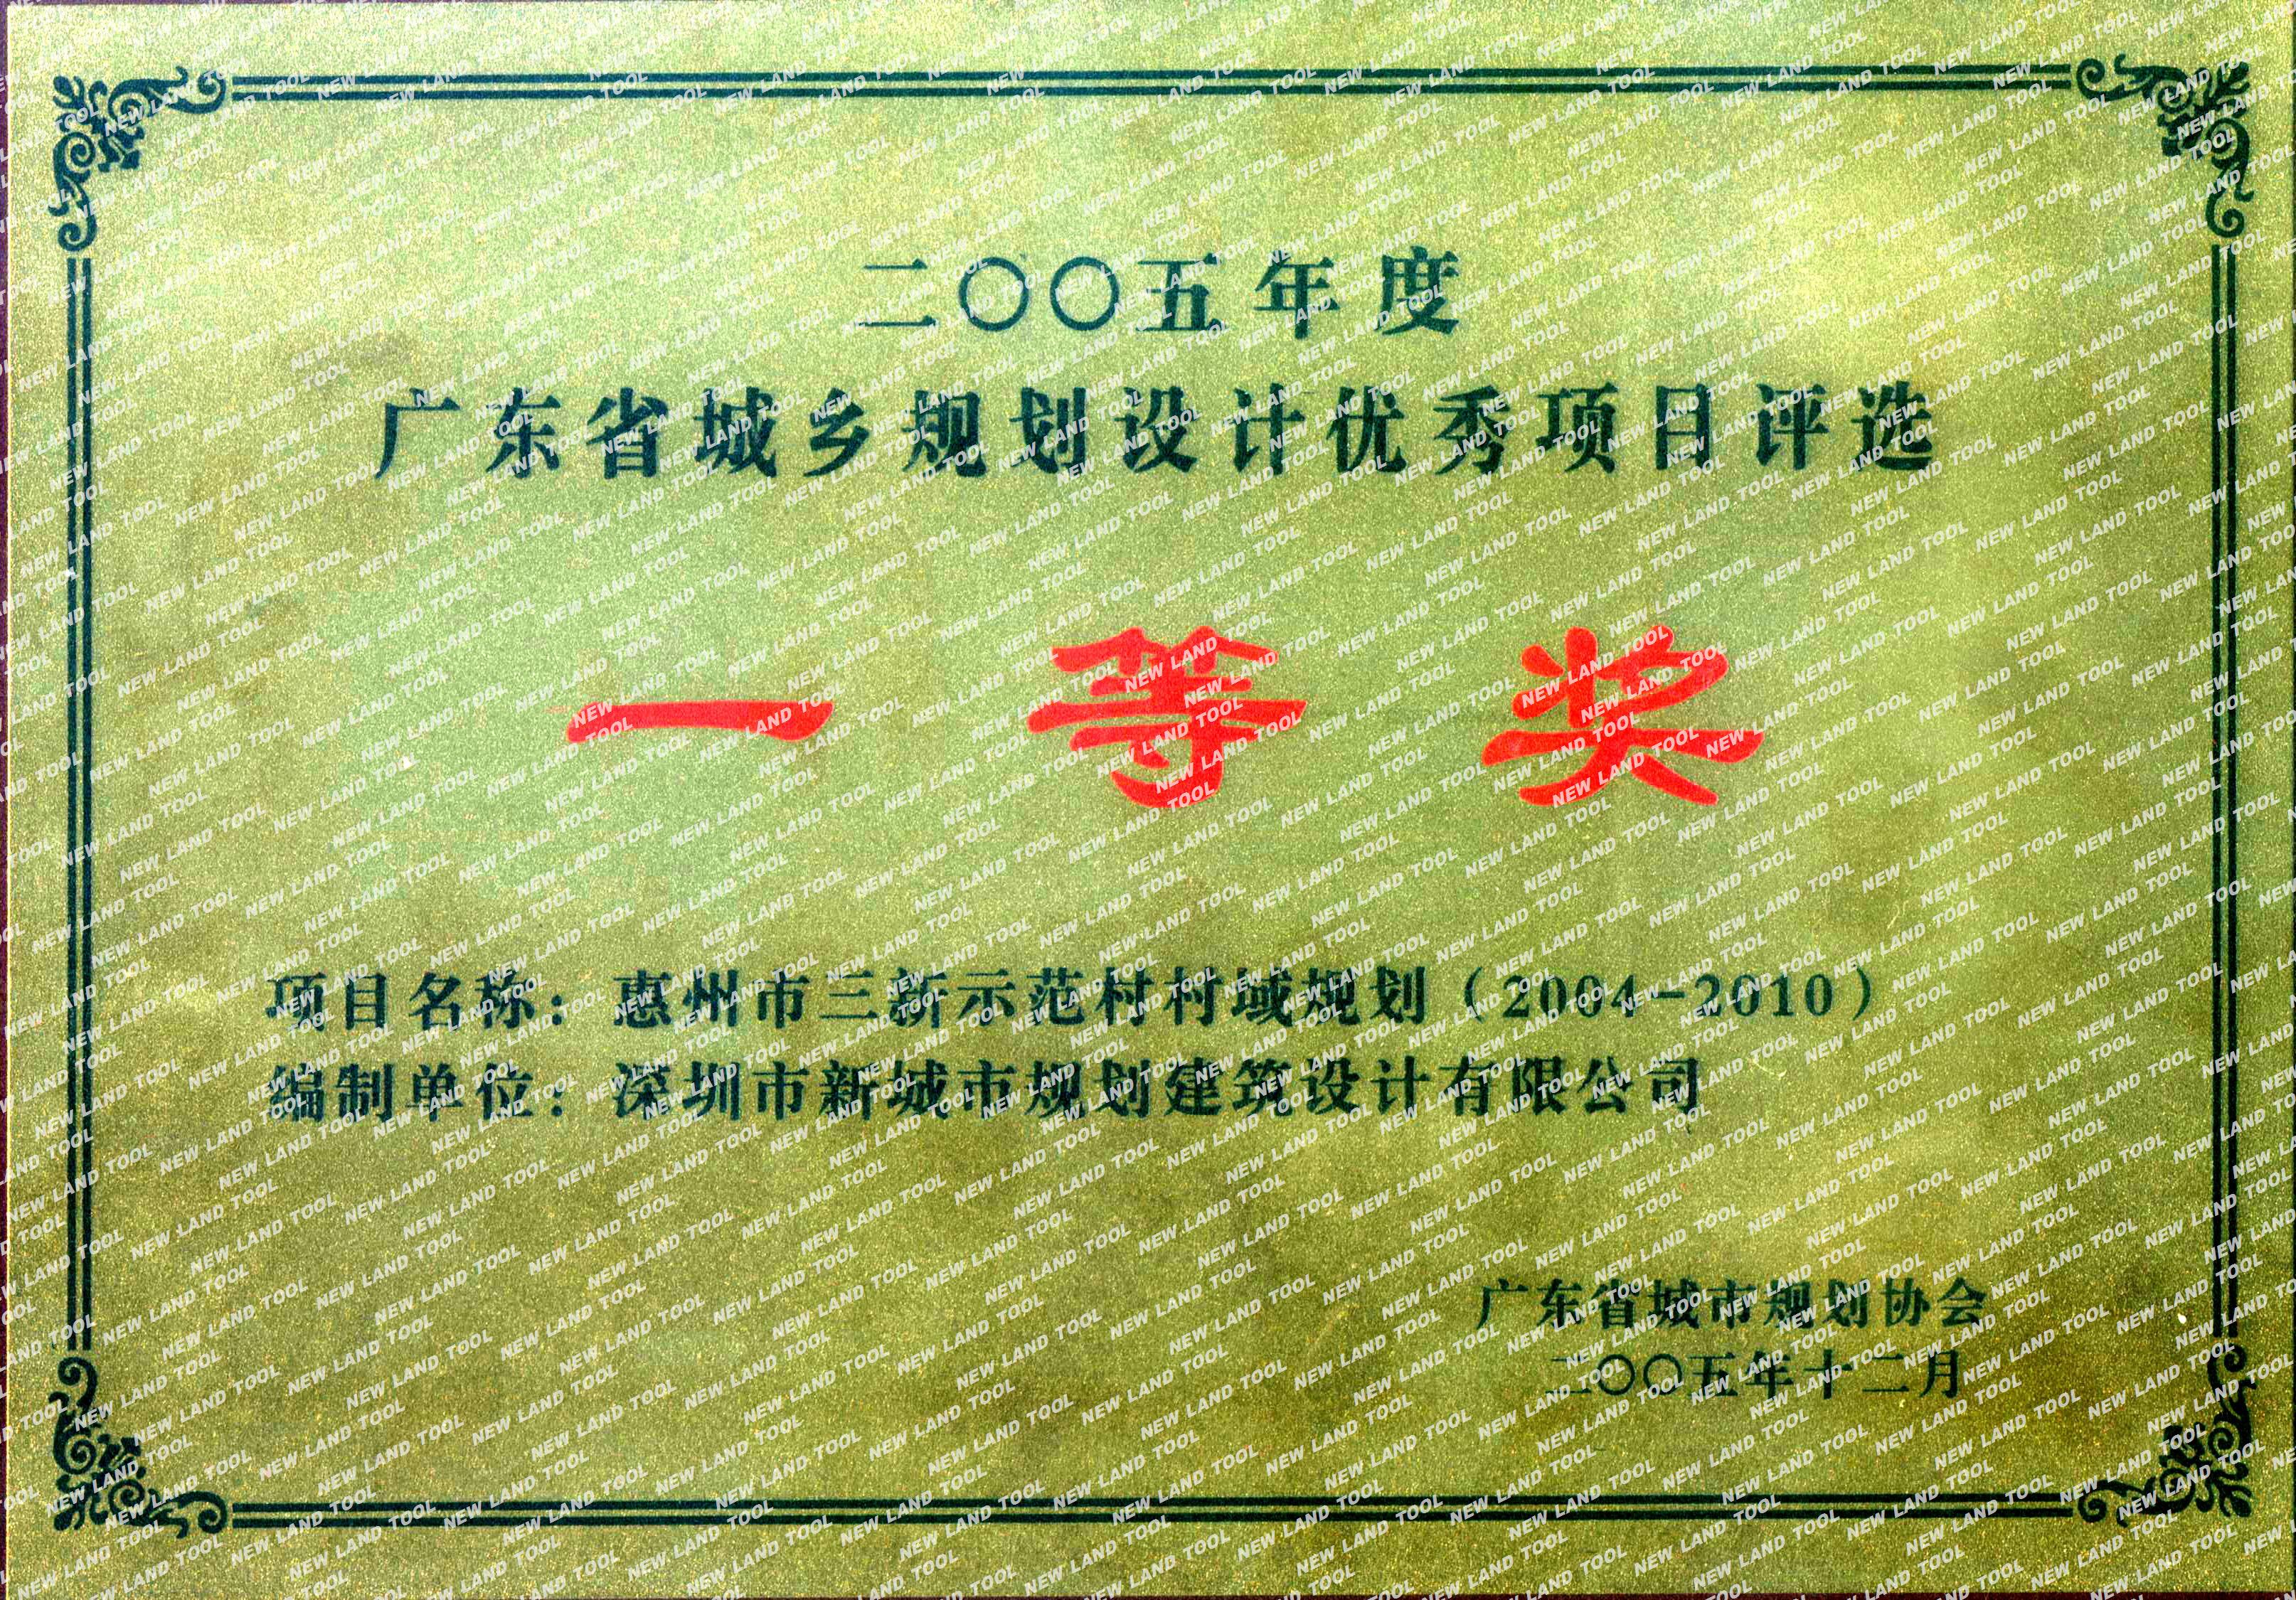 二〇〇五年度
广东省城乡规划设计优秀项目评选
一等奖
项目名称：惠州市三新示范村村域规划（2004-2010）
编制单位：深圳市新城市规划建筑设计有限公司
广东省城市规划协会
二〇〇五年十二月
NEW LAND TOOL